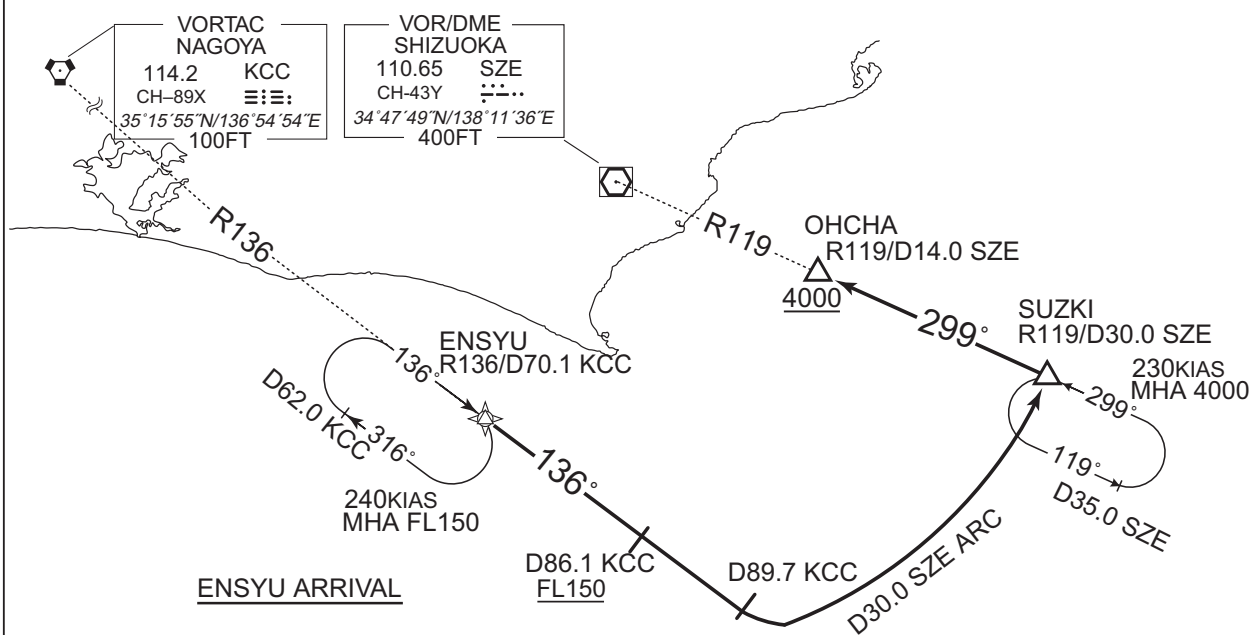 VORTAC
NAGOYA
114.2 KCC
CH–89X
35°15´55˝N/136°54´54˝E
100FT
VOR/DME
SHIZUOKA
110.65 SZE
CH-43Y
34°47´49˝N/138°11´36˝E
400FT
R136
R119
OHCHA
R119/D14.0 SZE
4000
299°
SUZKI
R119/D30.0 SZE
230KIAS
MHA 4000
299°
119°
D35.0 SZE
ENSYU
R136/D70.1 KCC
136°
D62.0 KCC
316°
240KIAS
MHA FL150
136°
D86.1 KCC
FL150
D89.7 KCC
D30.0 SZE ARC
ENSYU ARRIVAL